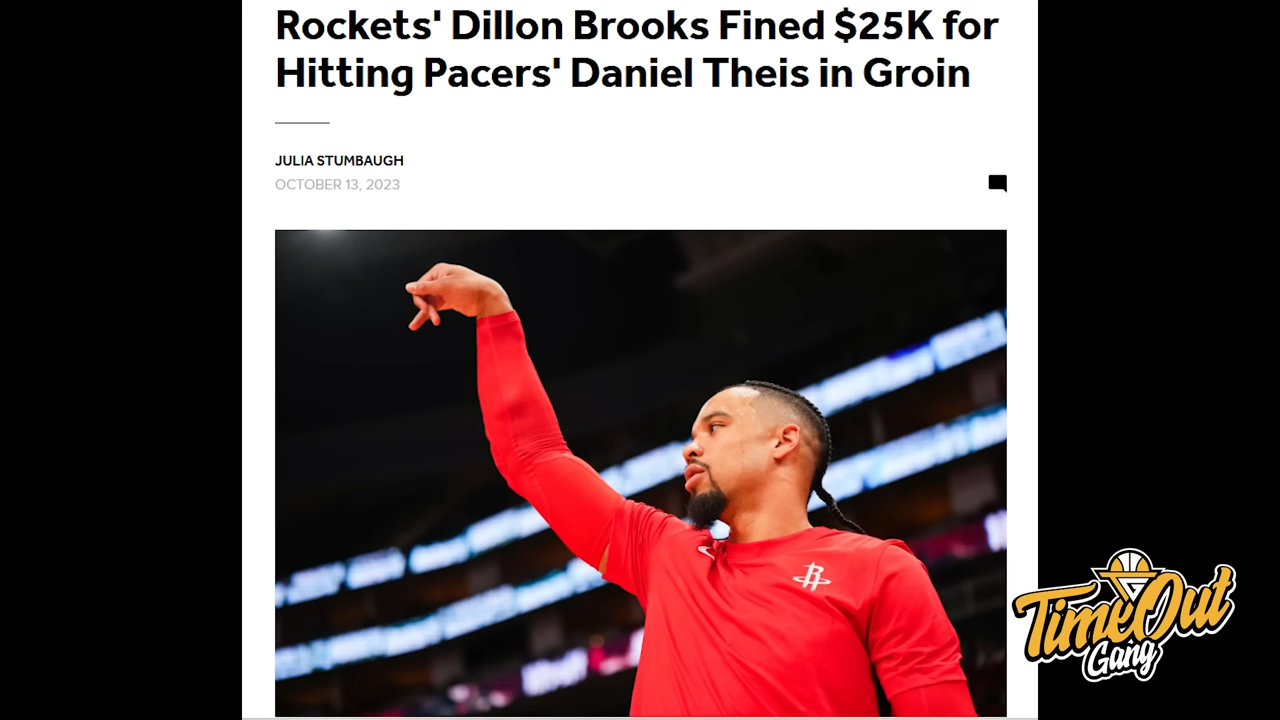 Rockets' Dillon Brooks Fined $25K for
Hitting Pacers' Daniel Theis in Groin
JULIA STUMBAUGH
OCTOBER 13, 2023
R
TimeOut
Gang